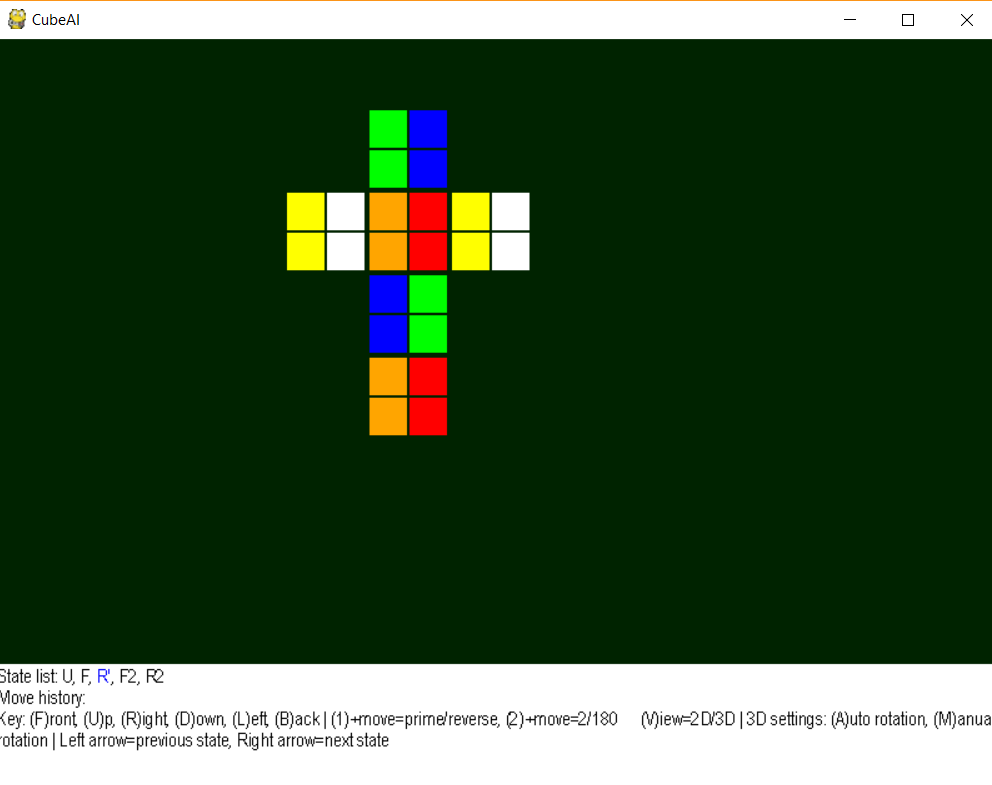 CubeAI
State list: U, F, R', F2, R2
Move history:
Key: (F)ront, (U)p, (R)ight, (D)own, (L)eft, (B)ack | (1)+move=prime/reverse, (2)+move=2/180 (V)iew=2D/3D | 3D settings: (A)uto rotation, (M)anua
rotation | Left arrow=previous state, Right arrow=next state